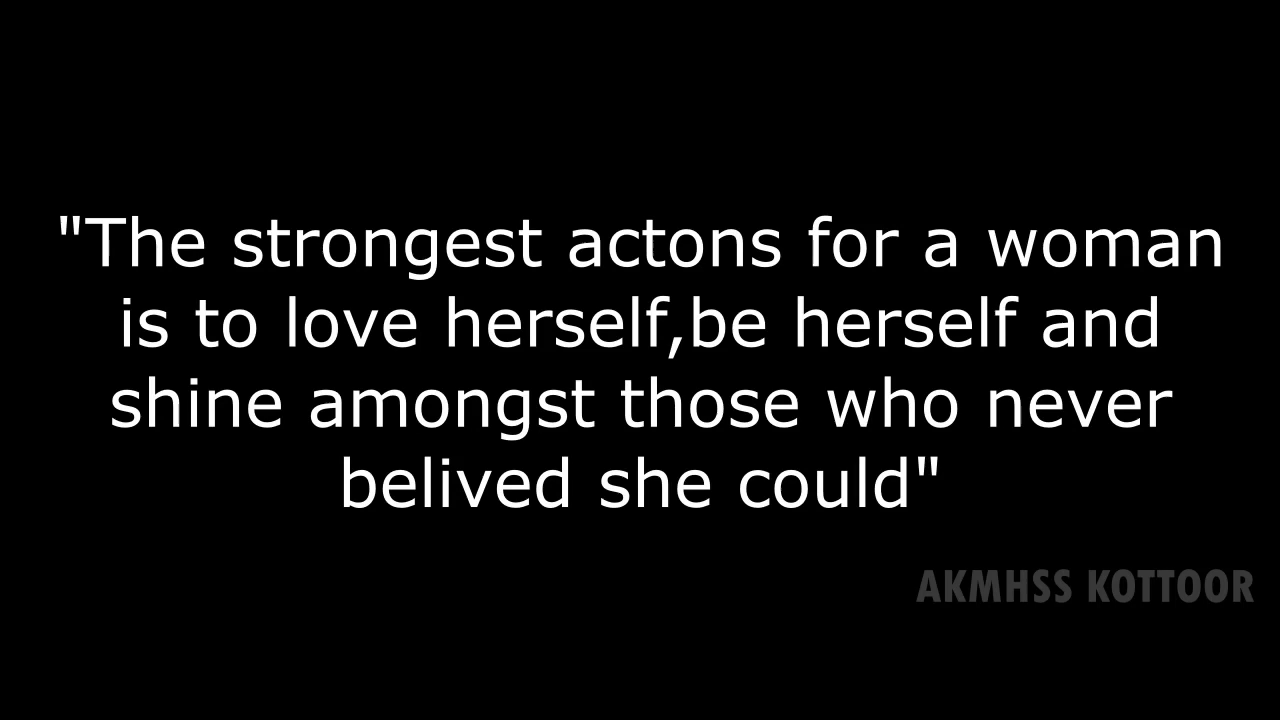 "The strongest actons for a woman
is to love herself,be herself and
shine amongst those who never
belived she could"
AKMHSS KOTTOOR